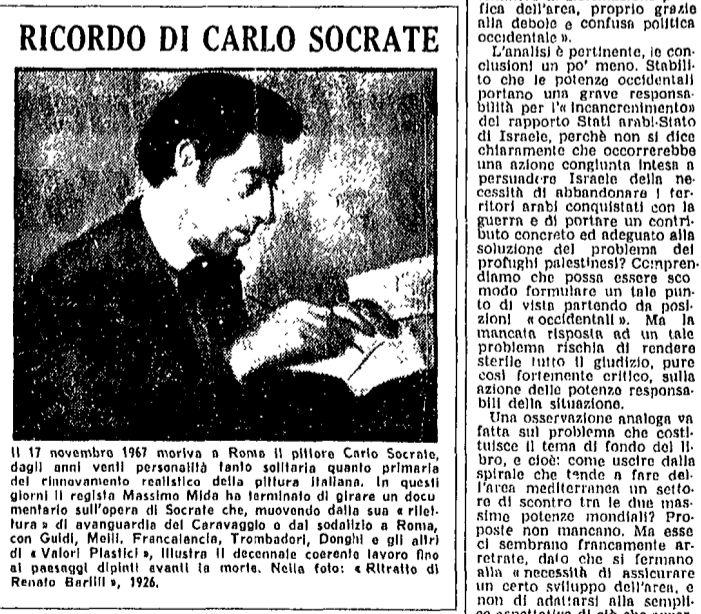 RICORDO DI CARLO SOCRATE
Il 17 novembre 1967 moriva a Roma il pittore Carlo Socrate,
dagli anni venti personalità tanto solitaria quanto primaria
del rinnovamento realistico della pittura italiana. In questi
giorni il regista Massimo Mida ha terminato di girare un docu
mentario sull'opera di Socrate che, muovendo dalla sua « rilet-
tura » di avanguardia del Caravaggio e dal sodalizio a Roma,
con Guidi, Melli, Francalancia, Trombadori, Donghi e gli altri
di « Valori Plastici », illustra il decennale coerente lavoro fino
ai paesaggi dipinti avanti la morte. Nella foto: « Ritratto di
Renato Barilli », 1926.
fica dell'area, proprio grazie
alla debole e confusa politica
occidentale ».
L'analisi è pertinente, le con-
clusioni un po' meno. Stabili-
to che le potenze occidentali
portano una grave responsa-
bilità per l'« incancrenimento»
del rapporto Stati arabi-Stato
di Israele, perchè non si dice
chiaramente che occorrerebbe
una azione congiunta intesa a
persuadere Israele della ne-
cessità di abbandonare i ter-
ritori arabi conquistati con la
guerra e di portare un contri-
buto concreto ed adeguato alla
soluzione del problema dei
profughi palestinesi? Compren-
diamo che possa essere sco
modo formulare un tale pun-
to di vista partendo da posi-
zioni « occidentali ». Ma la
mancata risposta ad un tale
problema rischia di rendere
sterile tutto il giudizio, pure
così fortemente critico, sulla
azione delle potenze responsa-
bili della situazione.
Una osservazione analoga va
fatta sul problema che costi-
tuisce il tema di fondo del li-
bro, e cioè: come uscire dalla
spirale che tende a fare del-
l'area mediterranea un setto-
re di scontro tra le due mas-
sime potenze mondiali? Pro-
poste non mancano. Ma esse
ci sembrano francamente ar-
retrate, dato che si fermano
alla « necessità di assicurare
un certo sviluppo dell'area, e
non di adattarsi alla sempli-